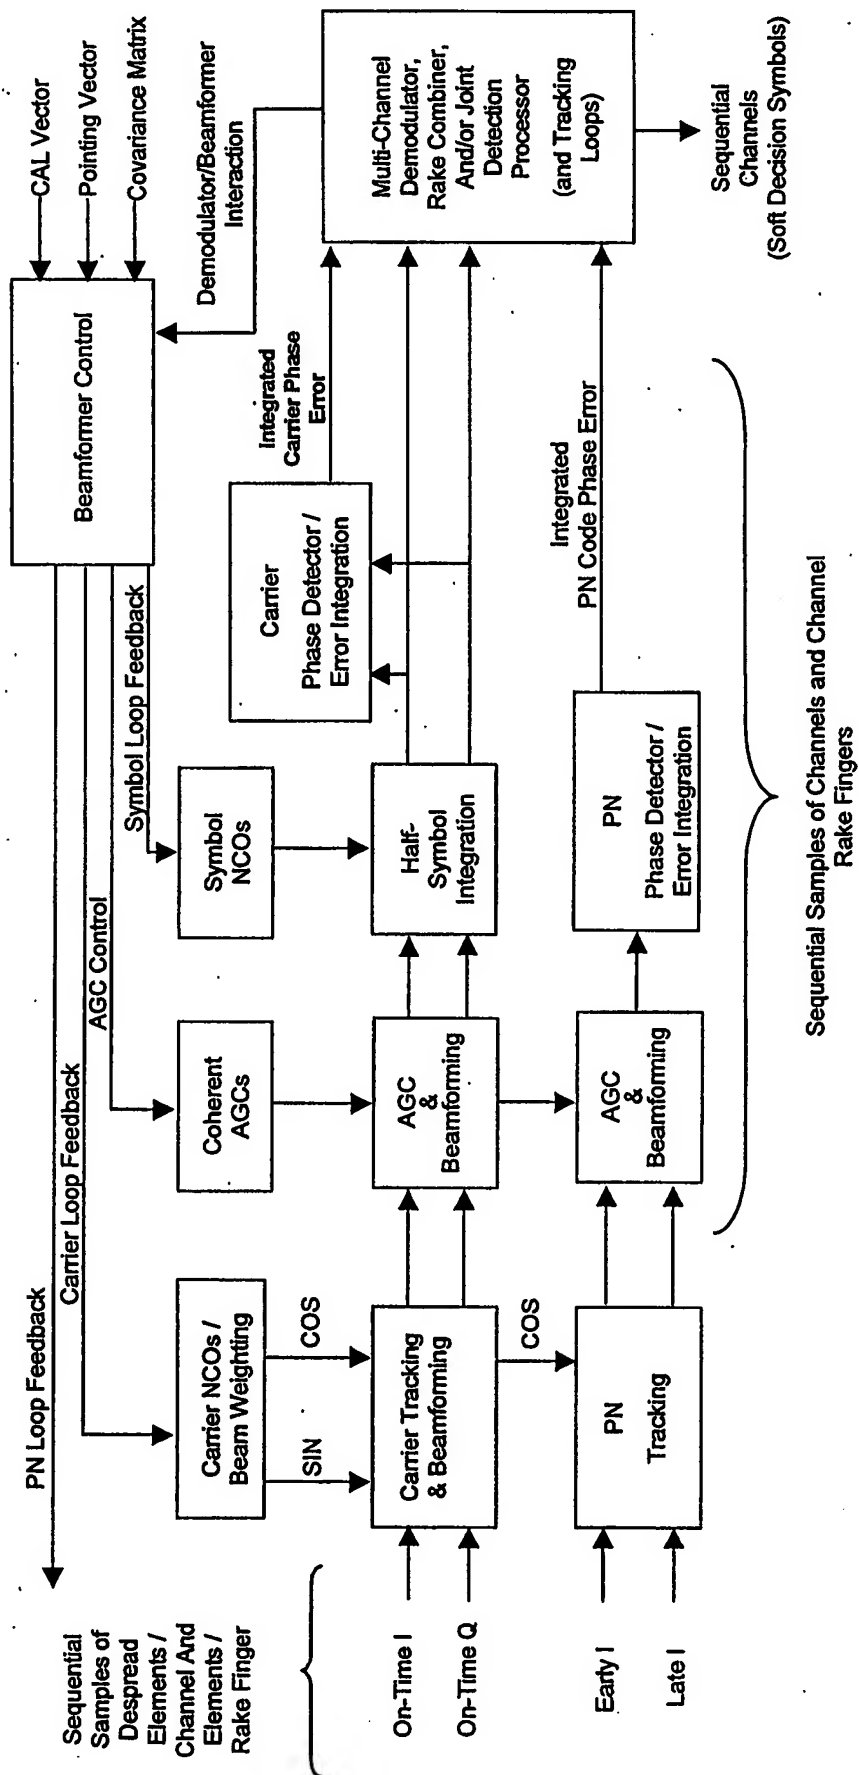 CAL Vector
Pointing Vector
Covariance Matrix
Beamformer Control
Demodulator/Beamformer
Interaction
PN Loop Feedback
Carrier Loop Feedback
AGC Control
Symbol Loop Feedback
Carrier NCOs /
Beam Weighting
Coherent
AGCs
Symbol
NCOs
Carrier
Phase Detector /
Error Integration
Integrated
Carrier Phase
Error
SIN
COS
Sequential
Samples of
Despread
Elements /
Channel And
Elements /
Rake Finger
On-Time I
On-Time Q
Carrier Tracking
& Beamforming
AGC
&
Beamforming
Half-
Symbol
Integration
Multi-Channel
Demodulator,
Rake Combiner,
And/or Joint
Detection
Processor
(and Tracking
Loops)
COS
Early I
Late I
PN
Tracking
AGC
&
Beamforming
PN
Phase Detector /
Error Integration
Integrated
PN Code Phase Error
Sequential
Channels
(Soft Decision Symbols)
Sequential Samples of Channels and Channel
Rake Fingers